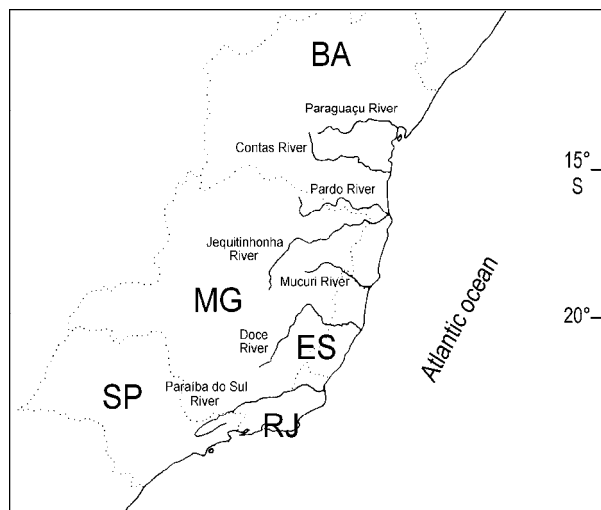 BA
Paraguaçu River
Contas River
15°
S
Pardo River
Jequitinhonha
River
Mucuri River
MG
20°
Doce
River
ES
Atlantic ocean
Paraíba do Sul
River
SP
RJ